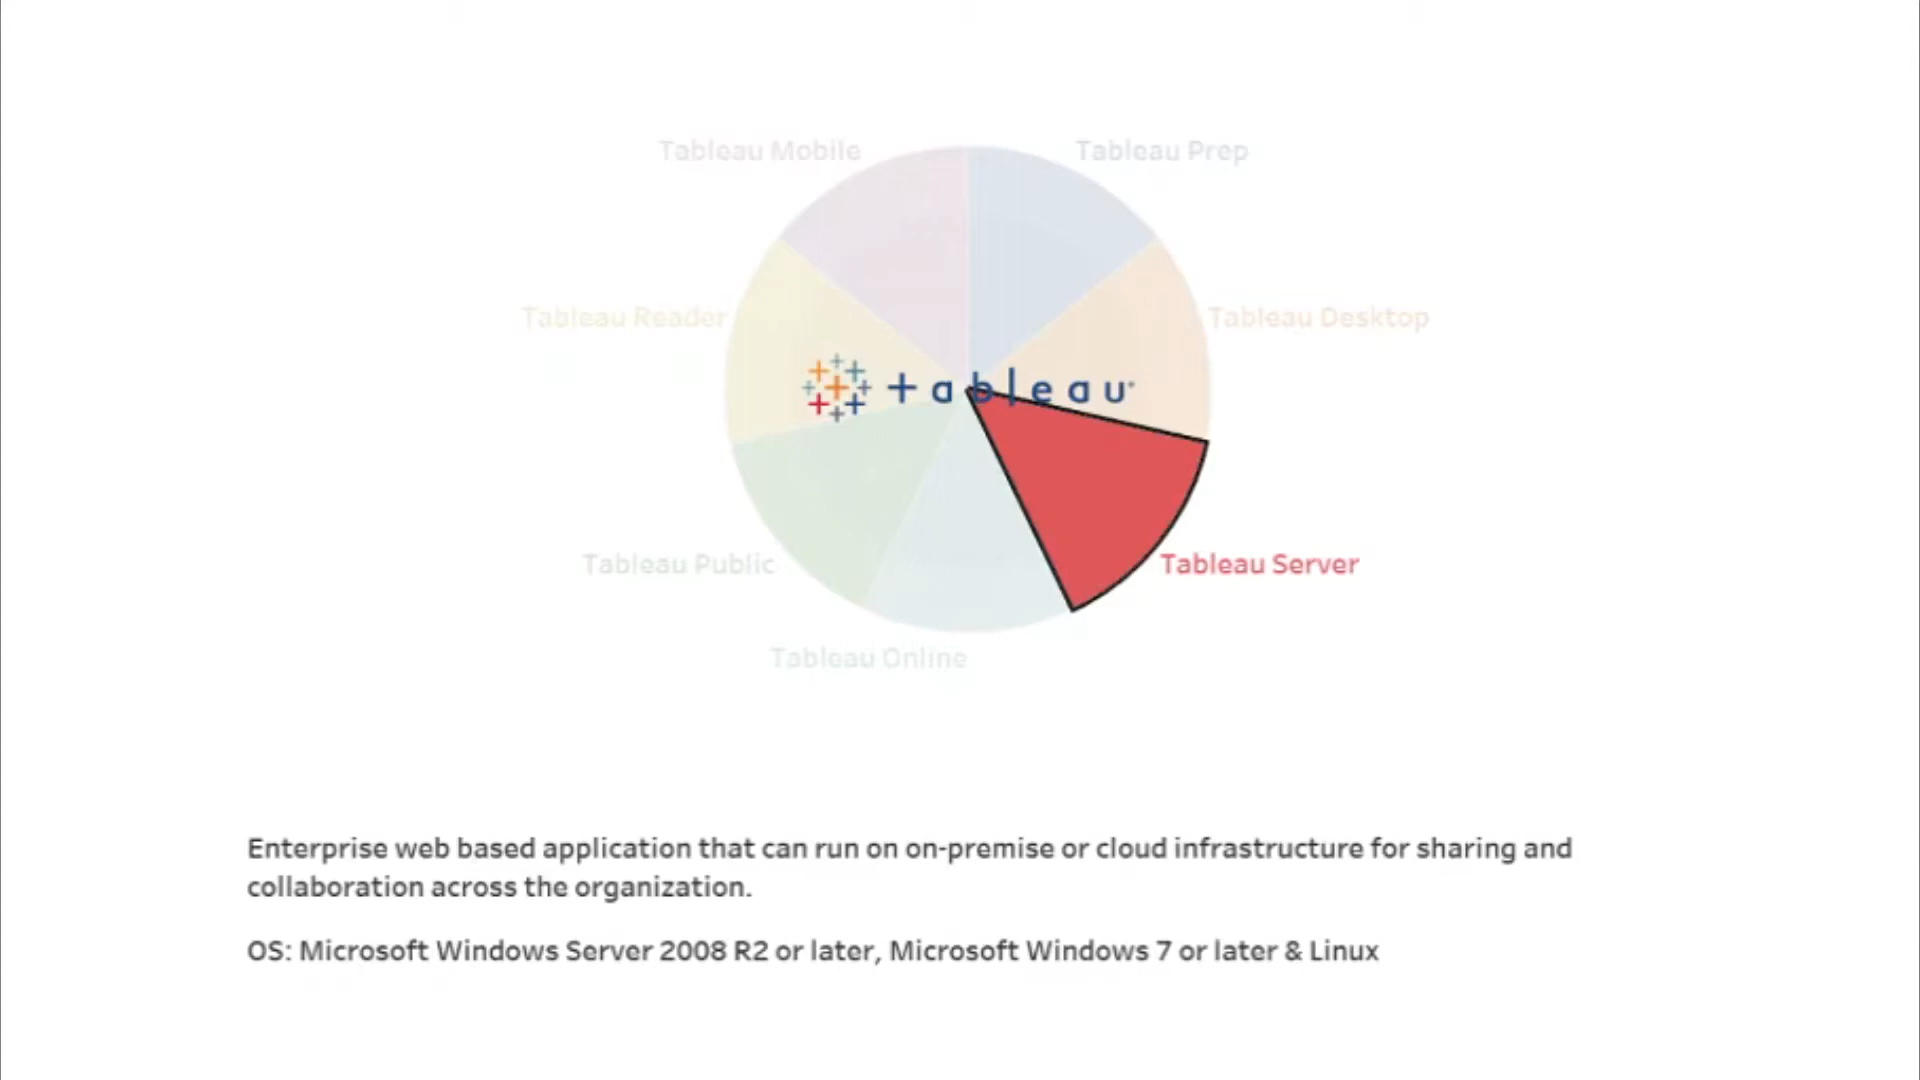 Tableau Mobile
Tableau Prep
Tableau Reader
Tableau Desktop
+ableau
Tableau Public
Tableau Server
Tableau Online
Enterprise web based application that can run on on-premise or cloud infrastructure for sharing and
collaboration across the organization.
OS: Microsoft Windows Server 2008 R2 or later, Microsoft Windows 7 or later & Linux